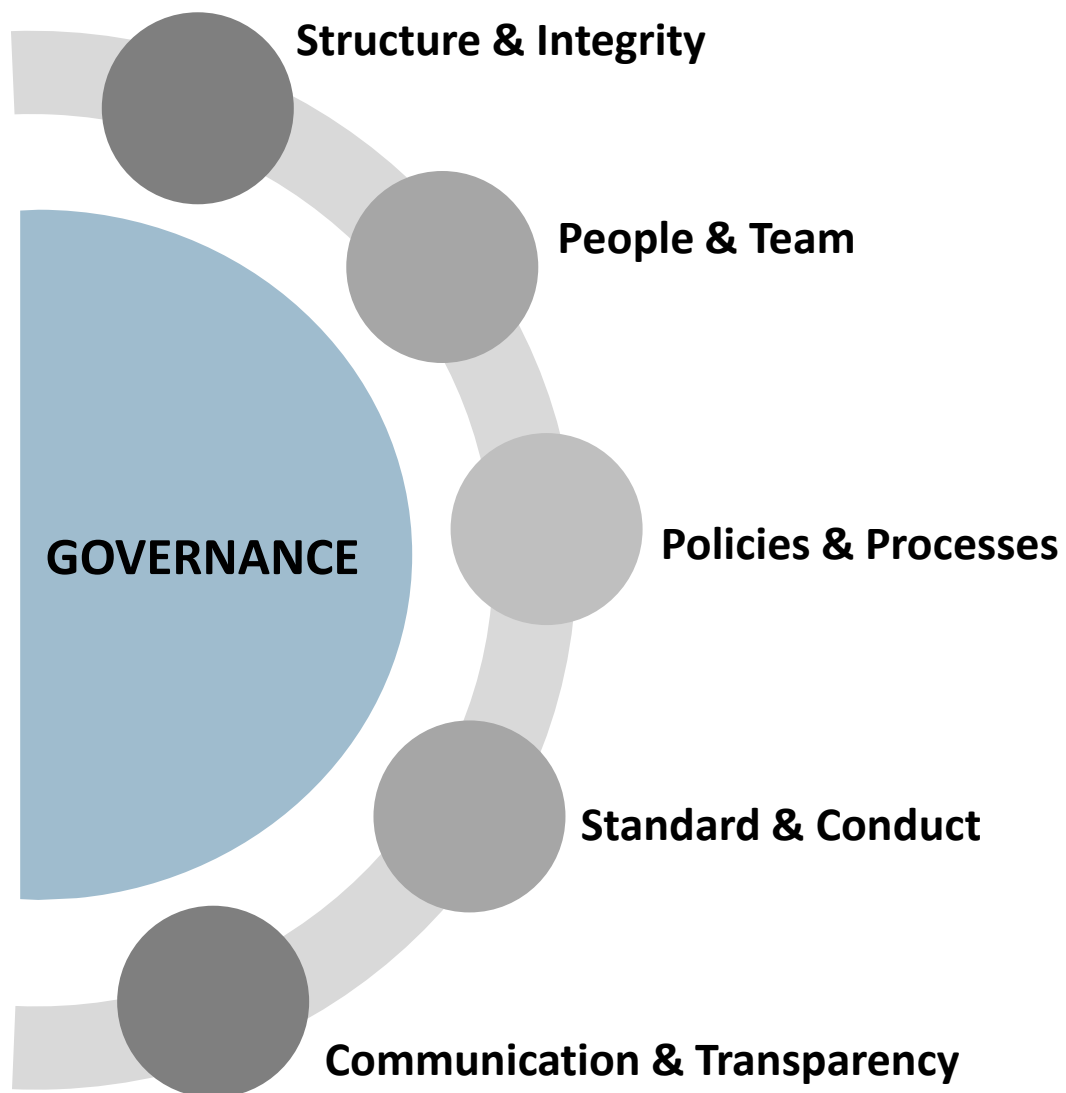 Structure & Integrity
People & Team
GOVERNANCE
Policies & Processes
Standard & Conduct
Communication & Transparency